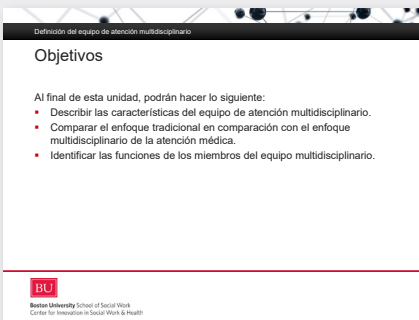 Definición del equipo de atención multidisciplinario
Objetivos
Al final de esta unidad, podrán hacer lo siguiente:
▪ Describir las características del equipo de atención multidisciplinario.
▪ Comparar el enfoque tradicional en comparación con el enfoque
multidisciplinario de la atención médica.
▪ Identificar las funciones de los miembros del equipo multidisciplinario.
BU
Boston University School of Social Work
Center for Innovation in Social Work & Health